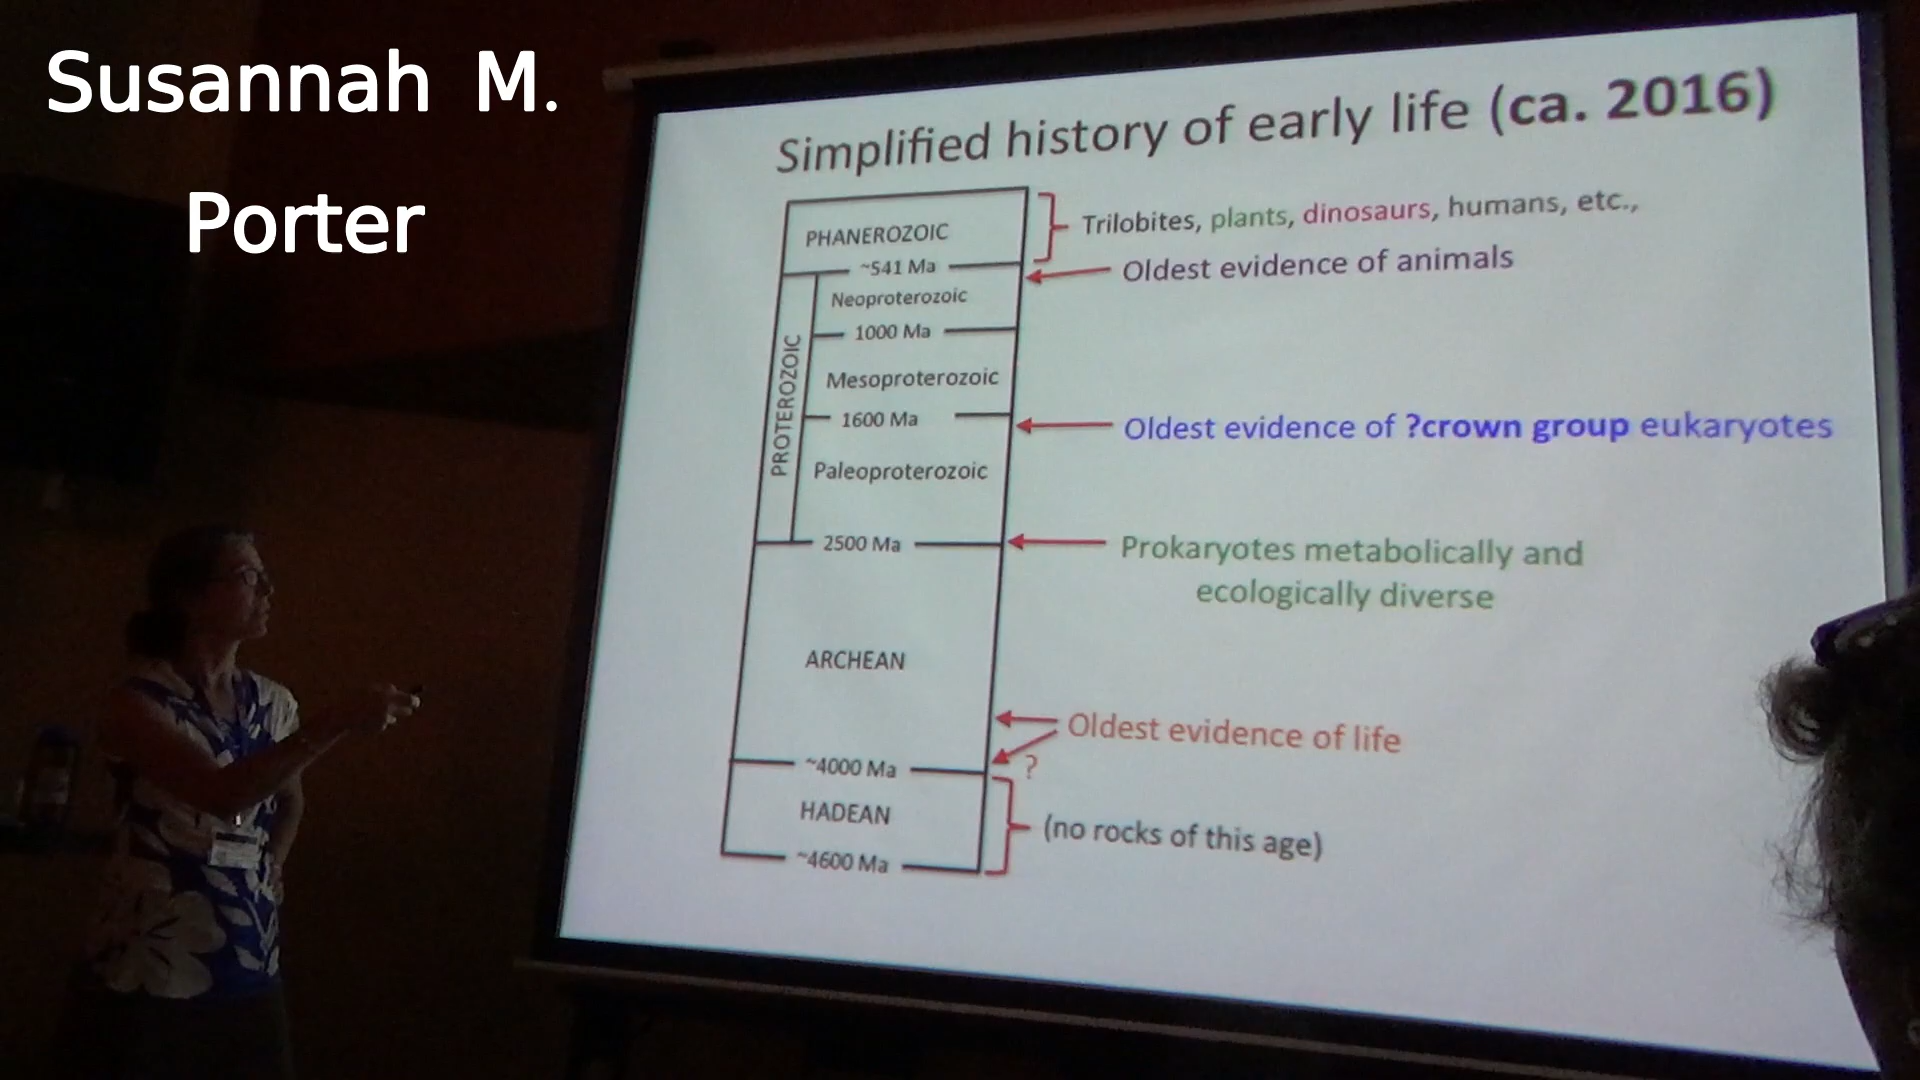 Susannah M.
Porter
Simplified history of early life (ca. 2016)
PHANEROZOIC
Trilobites, plants, dinosaurs, humans, etc.,
~541 Ma
Oldest evidence of animals
PROTEROZOIC
Neoproterozoic
1000 Ma
Mesoproterozoic
1600 Ma
Oldest evidence of ?crown group eukaryotes
Paleoproterozoic
2500 Ma
Prokaryotes metabolically and
ecologically diverse
ARCHEAN
Oldest evidence of life
?
~4000 Ma
HADEAN
(no rocks of this age)
~4600 Ma